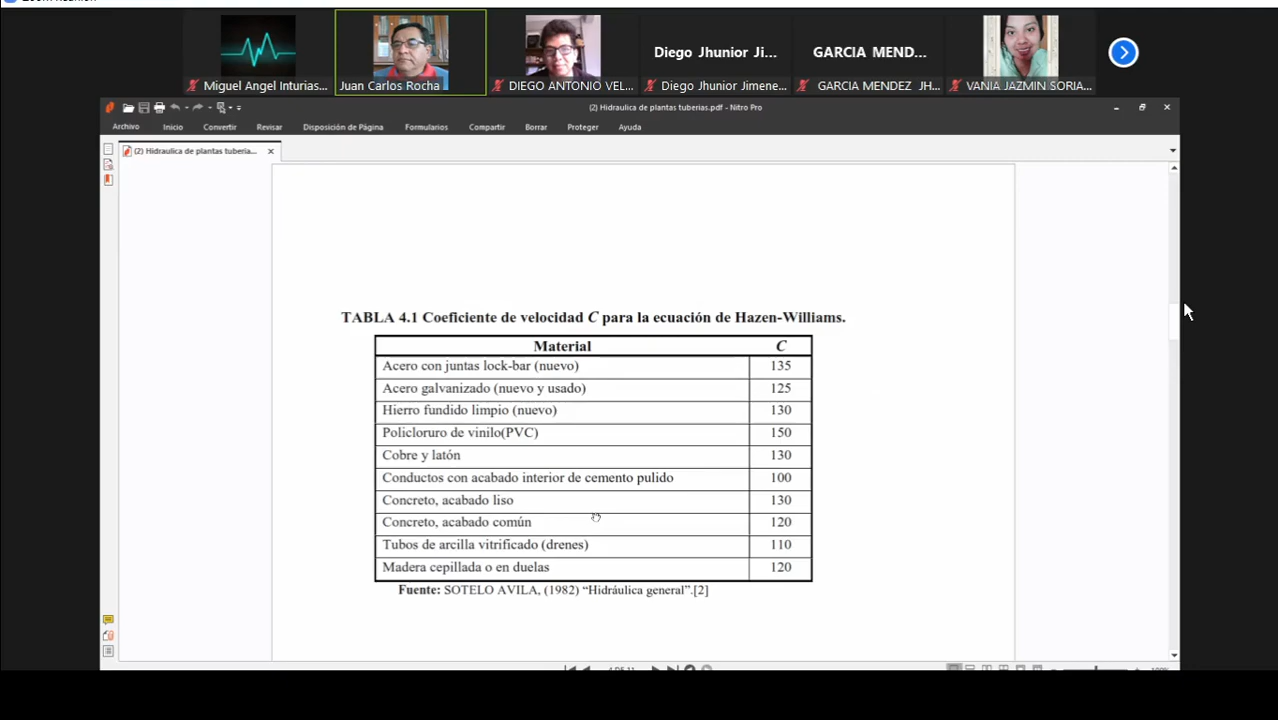 Zoom Reunión
Miguel Angel Inturias...
Juan Carlos Rocha
DIEGO ANTONIO VEL...
Diego Jhunior Ji...
Diego Jhunior Jimene...
GARCIA MEND...
GARCIA MENDEZ JH...
VANIA JAZMIN SORIA...
(2) Hidraulica de plantas tuberias.pdf - Nitro Pro
Archivo Inicio Convertir Revisar Disposición de Página Formularios Compartir Borrar Proteger Ayuda
(2) Hidraulica de plantas tuberia...
TABLA 4.1 Coeficiente de velocidad C para la ecuación de Hazen-Williams.
Material C
Acero con juntas lock-bar (nuevo) 135
Acero galvanizado (nuevo y usado) 125
Hierro fundido limpio (nuevo) 130
Policloruro de vinilo(PVC) 150
Cobre y latón 130
Conductos con acabado interior de cemento pulido 100
Concreto, acabado liso 130
Concreto, acabado común 120
Tubos de arcilla vitrificado (drenes) 110
Madera cepillada o en duelas 120
Fuente: SOTELO AVILA, (1982) “Hidráulica general”.[2]